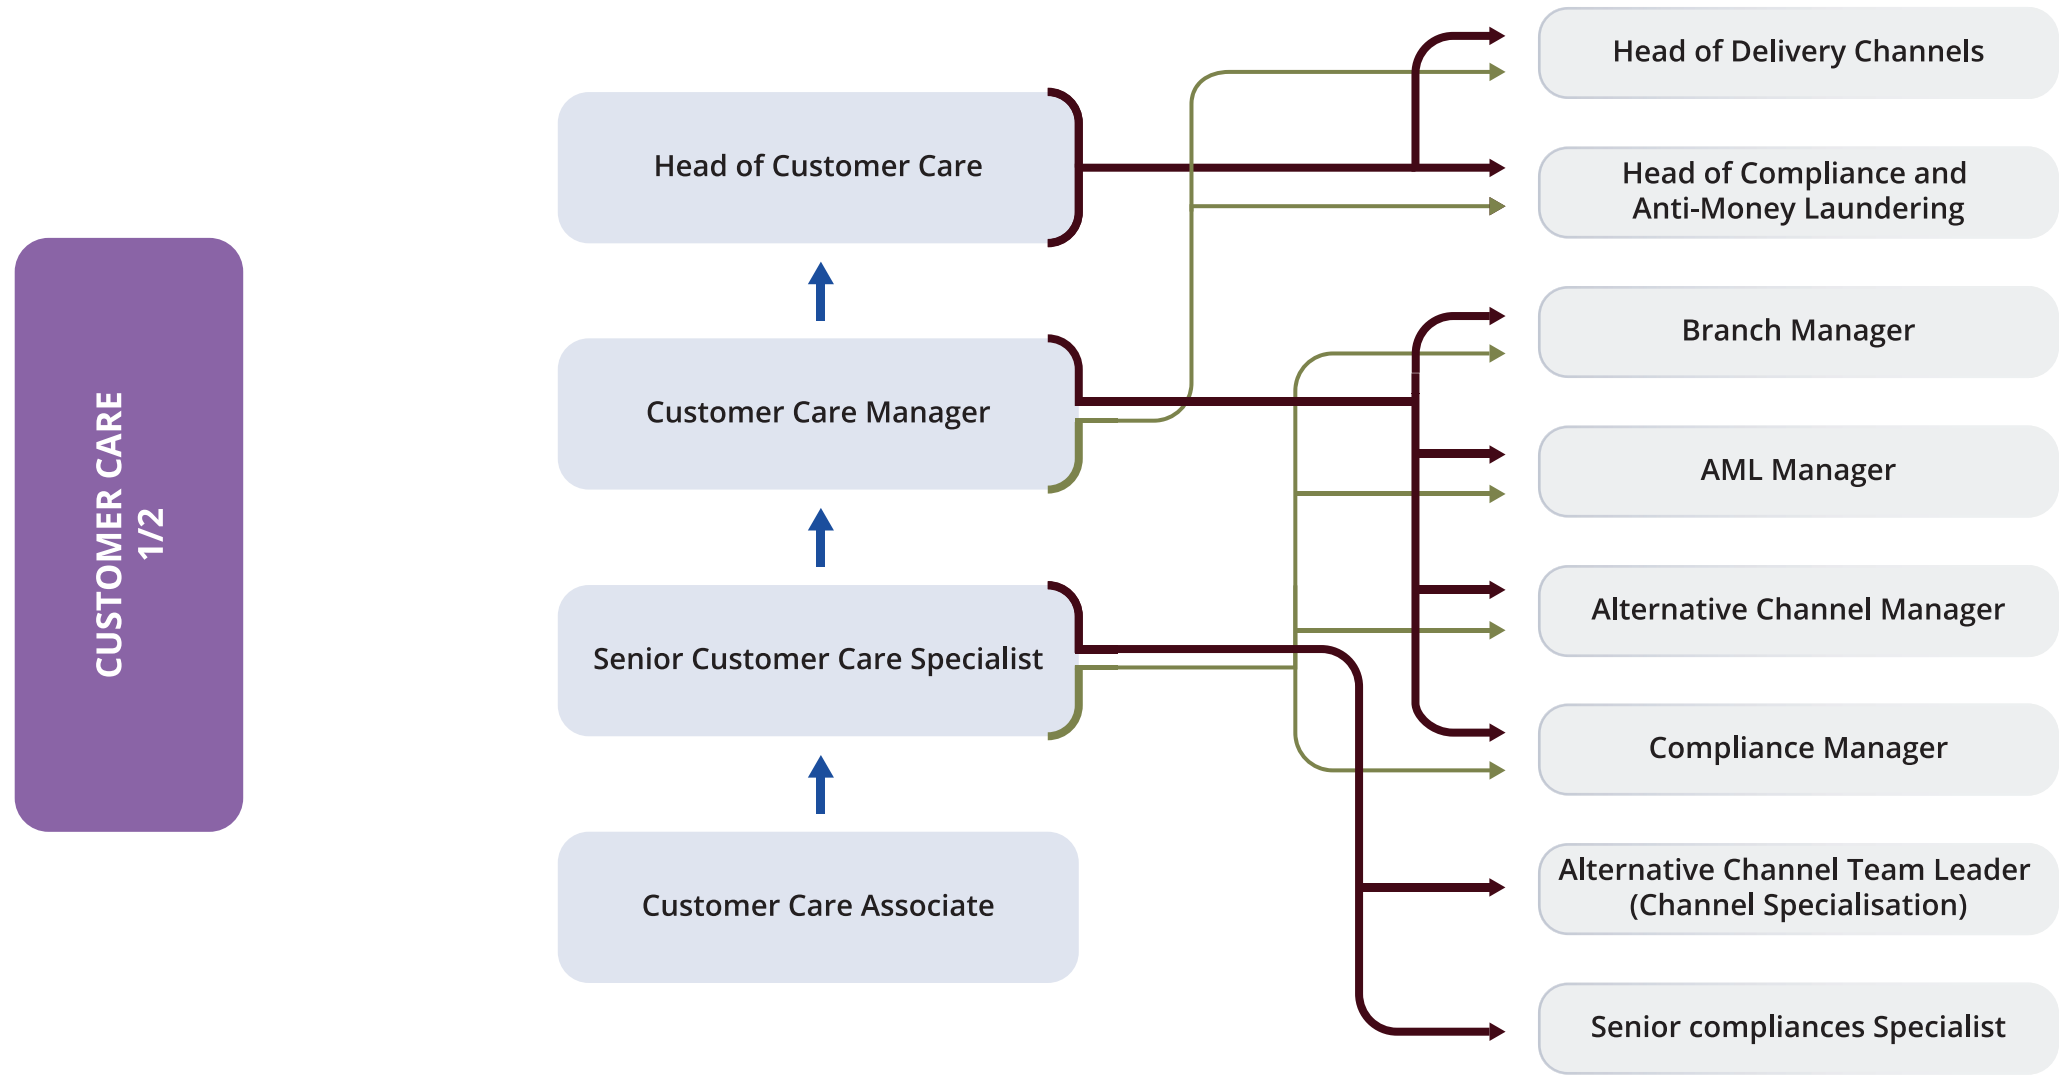 CUSTOMER CARE
1/2
Head of Customer Care
Customer Care Manager
Senior Customer Care Specialist
Customer Care Associate
Head of Delivery Channels
Head of Compliance and
Anti-Money Laundering
Branch Manager
AML Manager
Alternative Channel Manager
Compliance Manager
Alternative Channel Team Leader
(Channel Specialisation)
Senior compliances Specialist